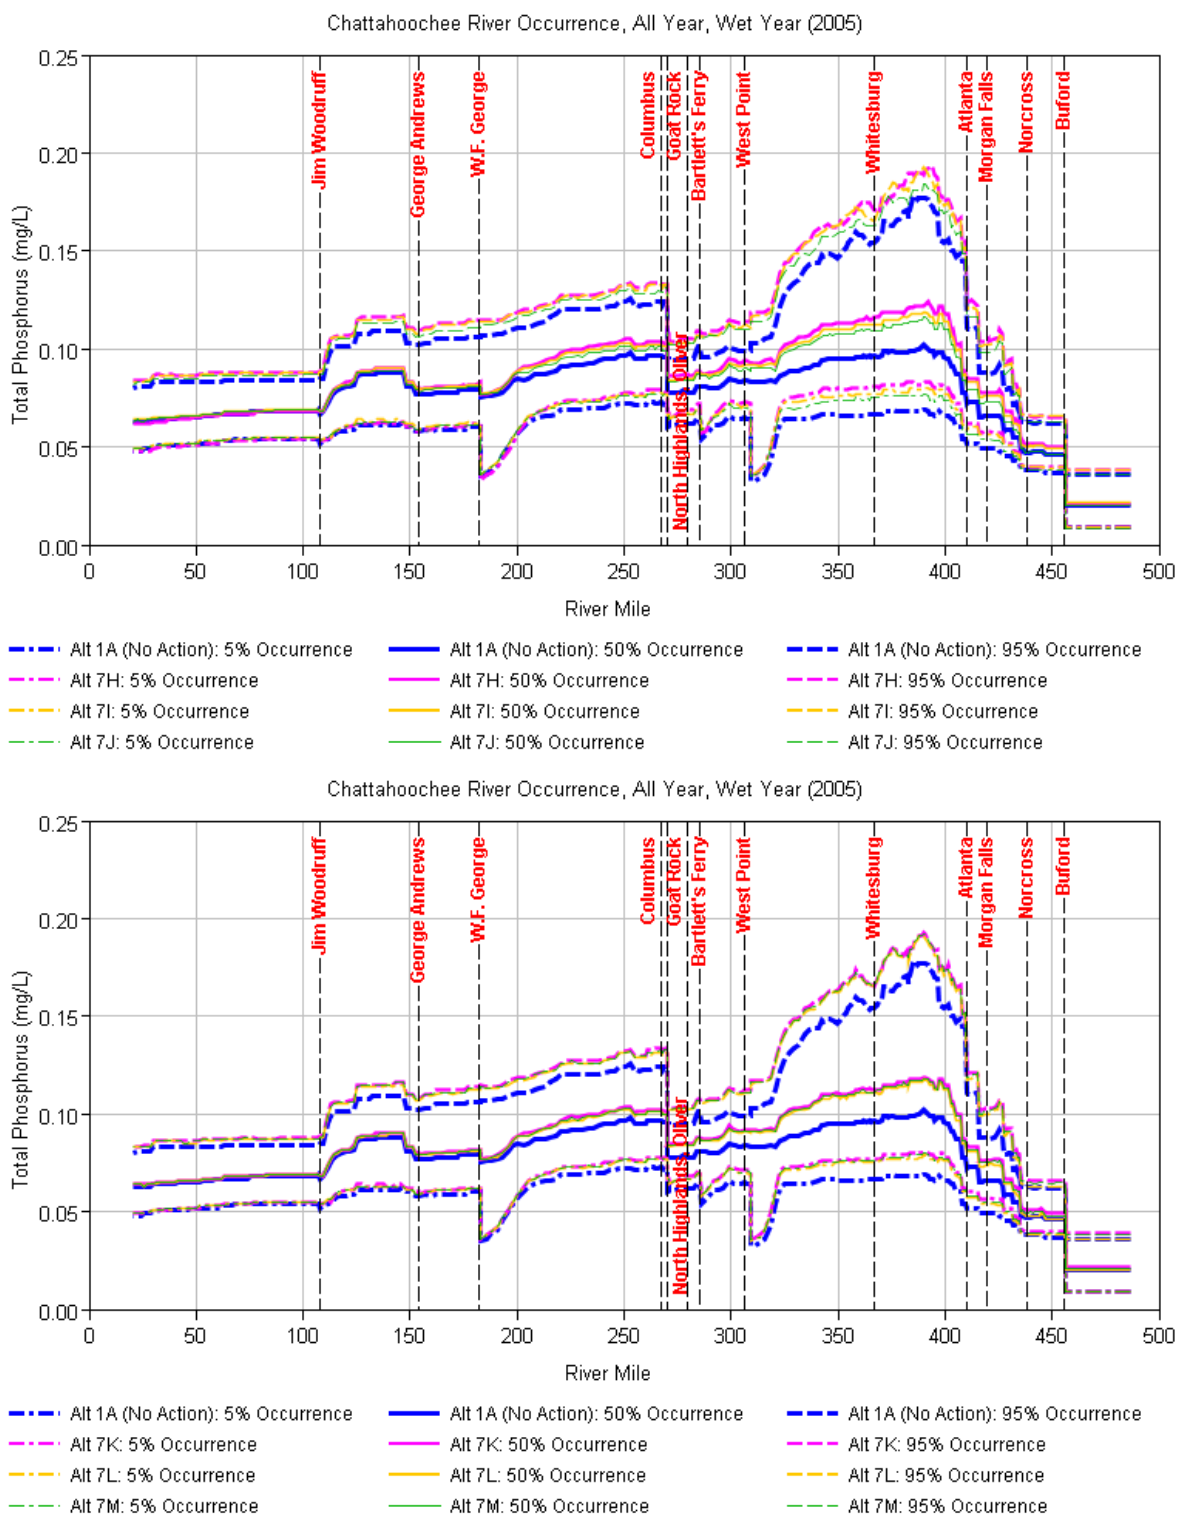 Chattahoochee River Occurrence, All Year, Wet Year (2005)
Total Phosphorus (mg/L)
0.25
0.20
0.15
0.10
0.05
0.00
Jim Woodruff
George Andrews
W.F. George
Columbus
Goat Rock
North Highlands, Oliver
Bartlett's Ferry
West Point
Whitesburg
Atlanta
Morgan Falls
Norcross
Buford
0 50 100 150 200 250 300 350 400 450 500
River Mile
Alt 1A (No Action): 5% Occurrence Alt 1A (No Action): 50% Occurrence Alt 1A (No Action): 95% Occurrence
Alt 7H: 5% Occurrence Alt 7H: 50% Occurrence Alt 7H: 95% Occurrence
Alt 7I: 5% Occurrence Alt 7I: 50% Occurrence Alt 7I: 95% Occurrence
Alt 7J: 5% Occurrence Alt 7J: 50% Occurrence Alt 7J: 95% Occurrence
Chattahoochee River Occurrence, All Year, Wet Year (2005)
Total Phosphorus (mg/L)
0.25
0.20
0.15
0.10
0.05
0.00
Jim Woodruff
George Andrews
W.F. George
Columbus
Goat Rock
North Highlands, Oliver
Bartlett's Ferry
West Point
Whitesburg
Atlanta
Morgan Falls
Norcross
Buford
0 50 100 150 200 250 300 350 400 450 500
River Mile
Alt 1A (No Action): 5% Occurrence Alt 1A (No Action): 50% Occurrence Alt 1A (No Action): 95% Occurrence
Alt 7K: 5% Occurrence Alt 7K: 50% Occurrence Alt 7K: 95% Occurrence
Alt 7L: 5% Occurrence Alt 7L: 50% Occurrence Alt 7L: 95% Occurrence
Alt 7M: 5% Occurrence Alt 7M: 50% Occurrence Alt 7M: 95% Occurrence